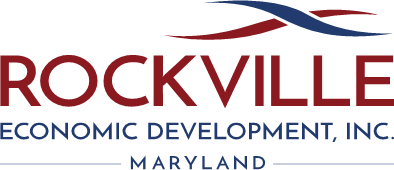 ROCKVILLE
ECONOMIC DEVELOPMENT, INC.
MARYLAND